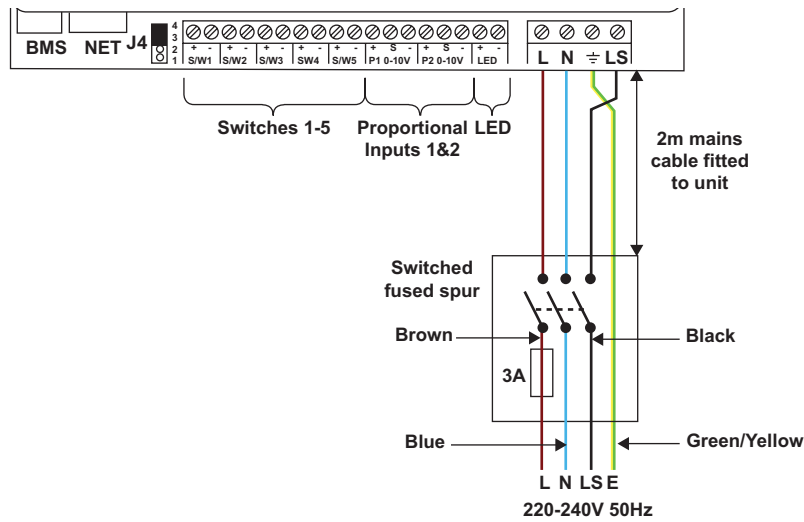 BMS NET J4
4
3
2
1
+ - + - + - + - + - + S - + S - + -
S/W1 S/W2 S/W3 SW4 S/W5 P1 0-10V P2 0-10V LED
L N LS
Switches 1-5
Proportional
Inputs 1&2
LED
2m mains
cable fitted
to unit
Switched
fused spur
Brown
Black
3A
Blue
Green/Yellow
L N LS E
220-240V 50Hz